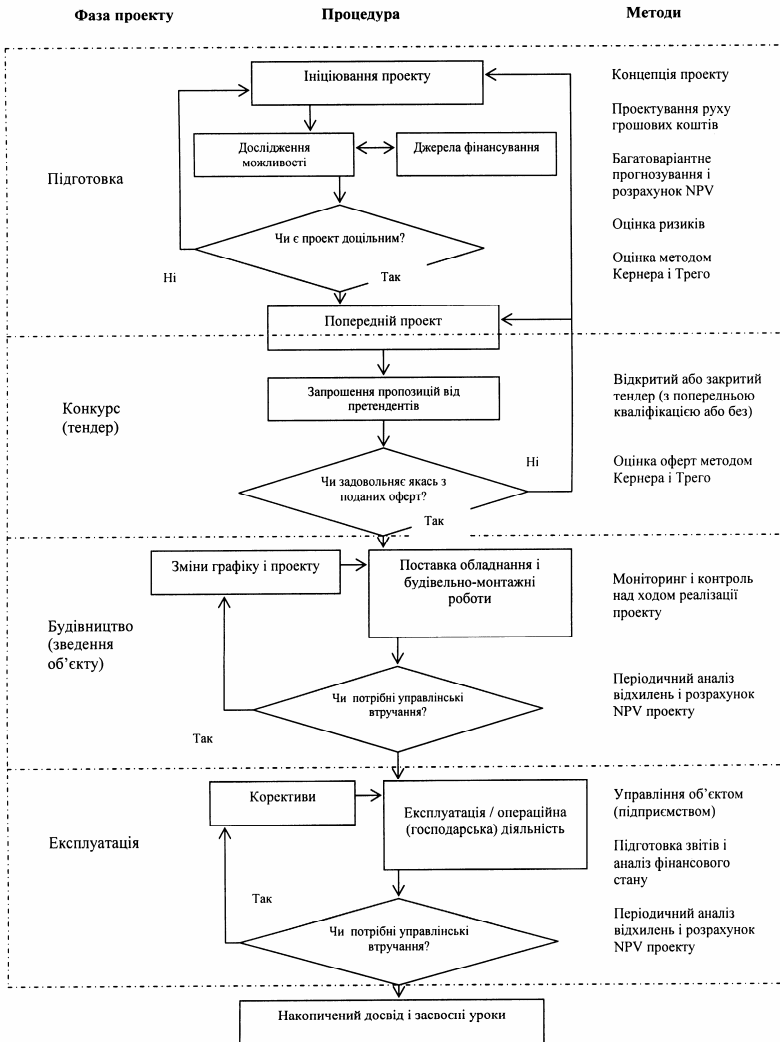 Фаза проекту
Процедура
Методи
Ініціювання проекту
Концепція проекту
Проектування руху
грошових коштів
Дослідження
можливості
Джерела фінансування
Підготовка
Багатоваріантне
прогнозування і
розрахунок NPV
Чи є проект доцільним?
Оцінка ризиків
Ні
Так
Оцінка методом
Кернера і Трего
Попередній проект
Конкурс
(тендер)
Запрошення пропозицій від
претендентів
Відкритий або закритий
тендер (з попередньою
кваліфікацією або без)
Ні
Чи задовольняє якась з
поданих оферт?
Оцінка оферт методом
Кернера і Трего
Так
Зміни графіку і проекту
Поставка обладнання і
будівельно-монтажні
роботи
Моніторинг і контроль
над ходом реалізації
проекту
Будівництво
(зведення
об’єкту)
Чи потрібні управлінські
втручання?
Періодичний аналіз
відхилень і розрахунок
NPV проекту
Так
Корективи
Експлуатація / операційна
(господарська) діяльність
Управління об’єктом
(підприємством)
Експлуатація
Підготовка звітів і
аналіз фінансового
стану
Так
Чи потрібні управлінські
втручання?
Періодичний аналіз
відхилень і розрахунок
NPV проекту
Накопичений досвід і засвоєні уроки